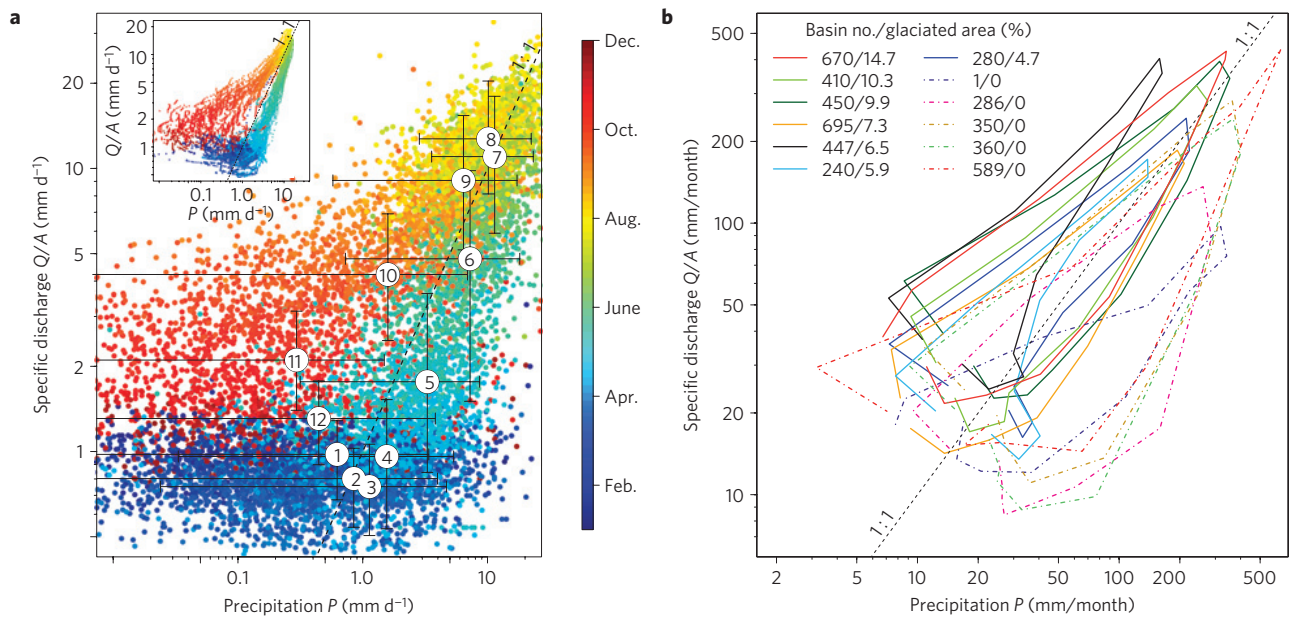 a
20
10
5
2
1
Q/A (mm d⁻¹)
0.1 1.0 10
P (mm d⁻¹)
1:1
1:1
Specific discharge Q/A (mm d⁻¹)
20
10
5
2
1
8
7
9
6
10
11
5
12
1
4
2
3
0.1 1.0 10
Precipitation P (mm d⁻¹)
Dec.
Oct.
Aug.
June
Apr.
Feb.
b
Specific discharge Q/A (mm/month)
500
200
100
50
20
10
Basin no./glaciated area (%)
670/14.7 280/4.7
410/10.3 1/0
450/9.9 286/0
695/7.3 350/0
447/6.5 360/0
240/5.9 589/0
1:1
1:1
2 5 10 20 50 100 200 500
Precipitation P (mm/month)